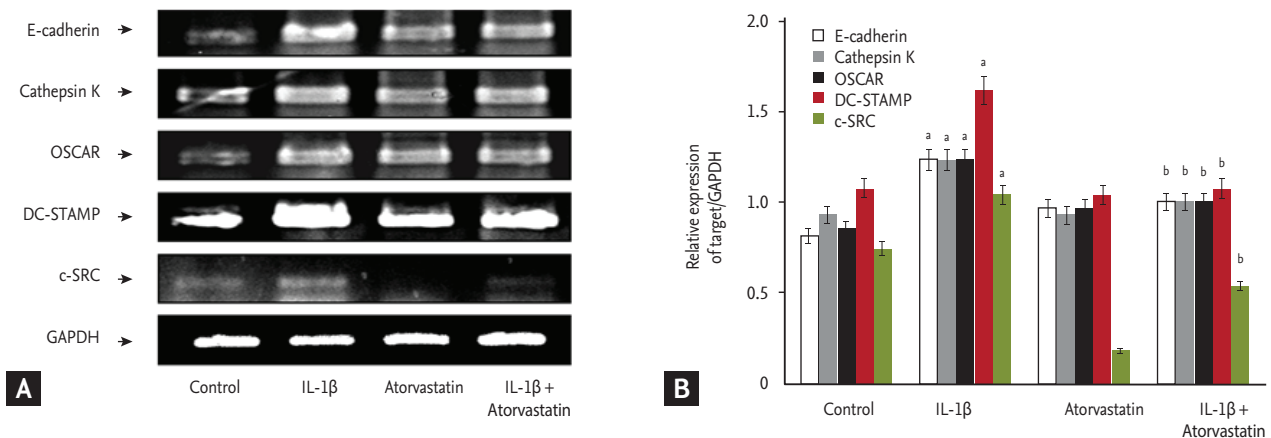 E-cadherin
Cathepsin K
OSCAR
DC-STAMP
c-SRC
GAPDH
Control
IL-1β
Atorvastatin
IL-1β +
Atorvastatin
A
2.0
1.5
1.0
0.5
0
Relative expression
of target/GAPDH
E-cadherin
Cathepsin K
OSCAR
DC-STAMP
c-SRC
a
a
a
a
a
b
b
b
b
b
Control
IL-1β
Atorvastatin
IL-1β +
Atorvastatin
B